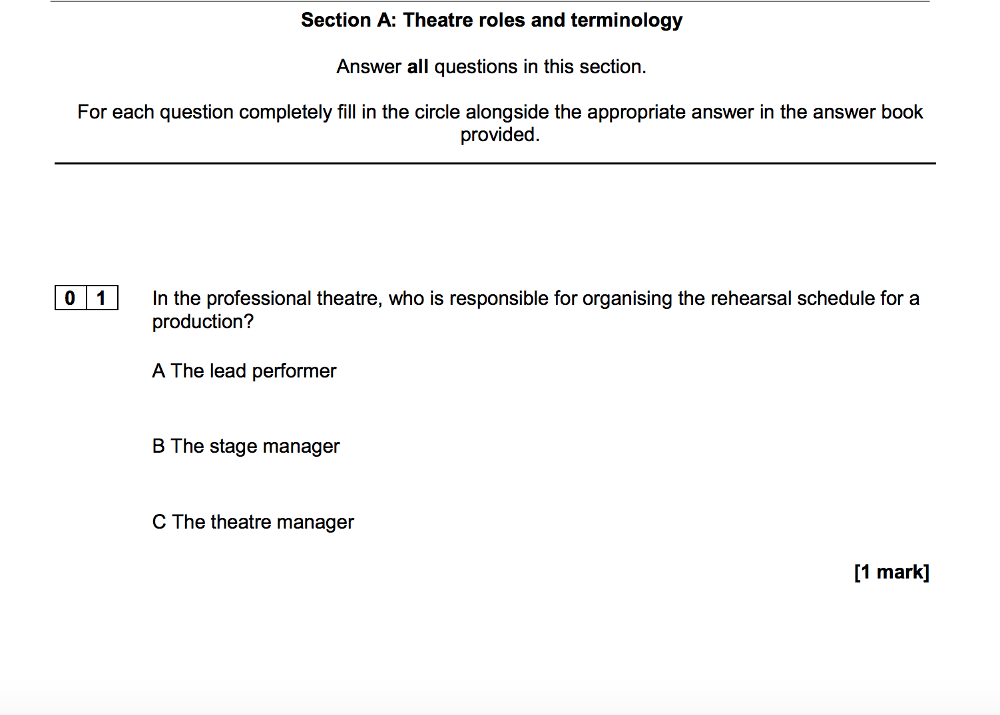 Section A: Theatre roles and terminology
Answer all questions in this section.
For each question completely fill in the circle alongside the appropriate answer in the answer book
provided.
0 1 In the professional theatre, who is responsible for organising the rehearsal schedule for a
production?
A The lead performer
B The stage manager
C The theatre manager
[1 mark]